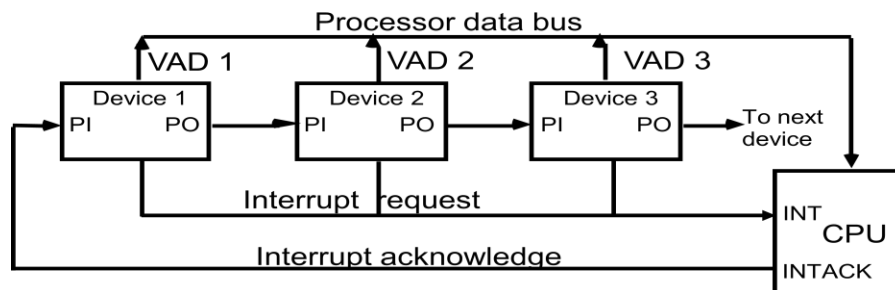 Processor data bus
VAD 1 VAD 2 VAD 3
Device 1 Device 2 Device 3
PI PO PI PO PI PO
To next
device
Interrupt request
INT
CPU
Interrupt acknowledge
INTACK